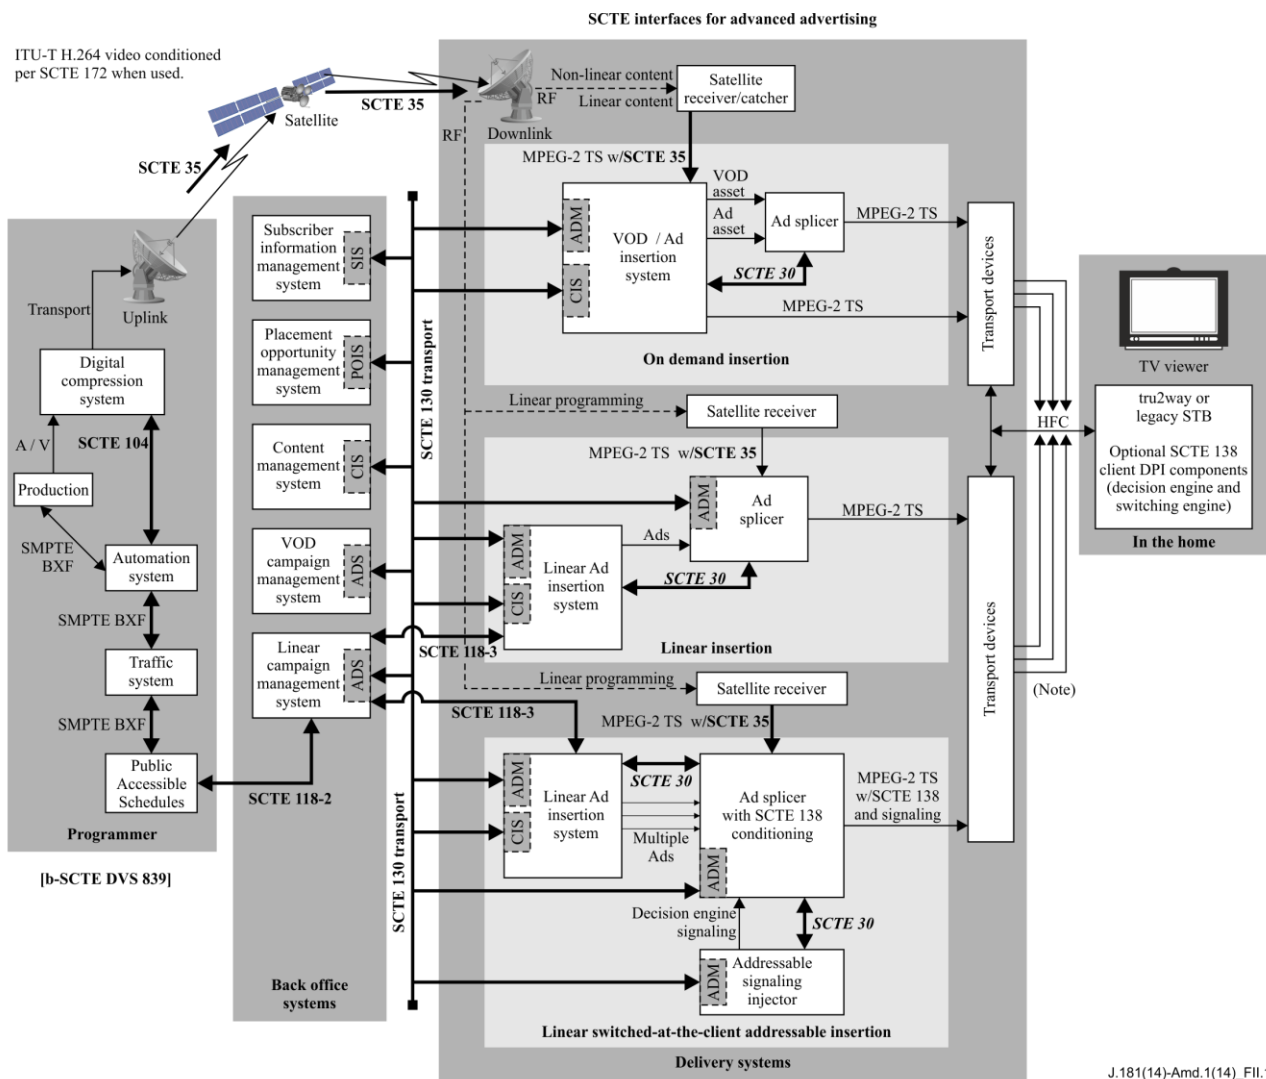 SCTE interfaces for advanced advertising
ITU-T H.264 video conditioned
per SCTE 172 when used.
SCTE 35
Satellite
SCTE 35
RF
Downlink
RF
Non-linear content
Linear content
Satellite
receiver/catcher
MPEG-2 TS w/SCTE 35
Uplink
Transport
Digital
compression
system
A / V
SCTE 104
Production
SMPTE
BXF
Automation
system
SMPTE BXF
Traffic
system
SMPTE BXF
Public
Accessible
Schedules
Programmer
[b-SCTE DVS 839]
SCTE 118-2
Subscriber
information
management
system
SIS
Placement
opportunity
management
system
POIS
Content
management
system
CIS
VOD
campaign
management
system
ADS
Linear
campaign
management
system
ADS
Back office
systems
SCTE 130 transport
SCTE 130 transport
SCTE 118-3
SCTE 118-3
ADM
CIS
VOD / Ad
insertion
system
VOD
asset
Ad
asset
Ad splicer
SCTE 30
MPEG-2 TS
MPEG-2 TS
On demand insertion
Linear programming
Satellite receiver
MPEG-2 TS w/SCTE 35
ADM
Ad
splicer
MPEG-2 TS
ADM
CIS
Linear Ad
insertion
system
Ads
SCTE 30
Linear insertion
Linear programming
Satellite receiver
MPEG-2 TS w/SCTE 35
ADM
CIS
Linear Ad
insertion
system
SCTE 30
Multiple
Ads
Ad splicer
with SCTE 138
conditioning
ADM
MPEG-2 TS
w/SCTE 138
and signaling
Decision engine
signaling
SCTE 30
ADM
Addressable
signaling
injector
Linear switched-at-the-client addressable insertion
Delivery systems
Transport devices
Transport devices
HFC
(Note)
TV viewer
tru2way or
legacy STB
Optional SCTE 138
client DPI components
(decision engine and
switching engine)
In the home